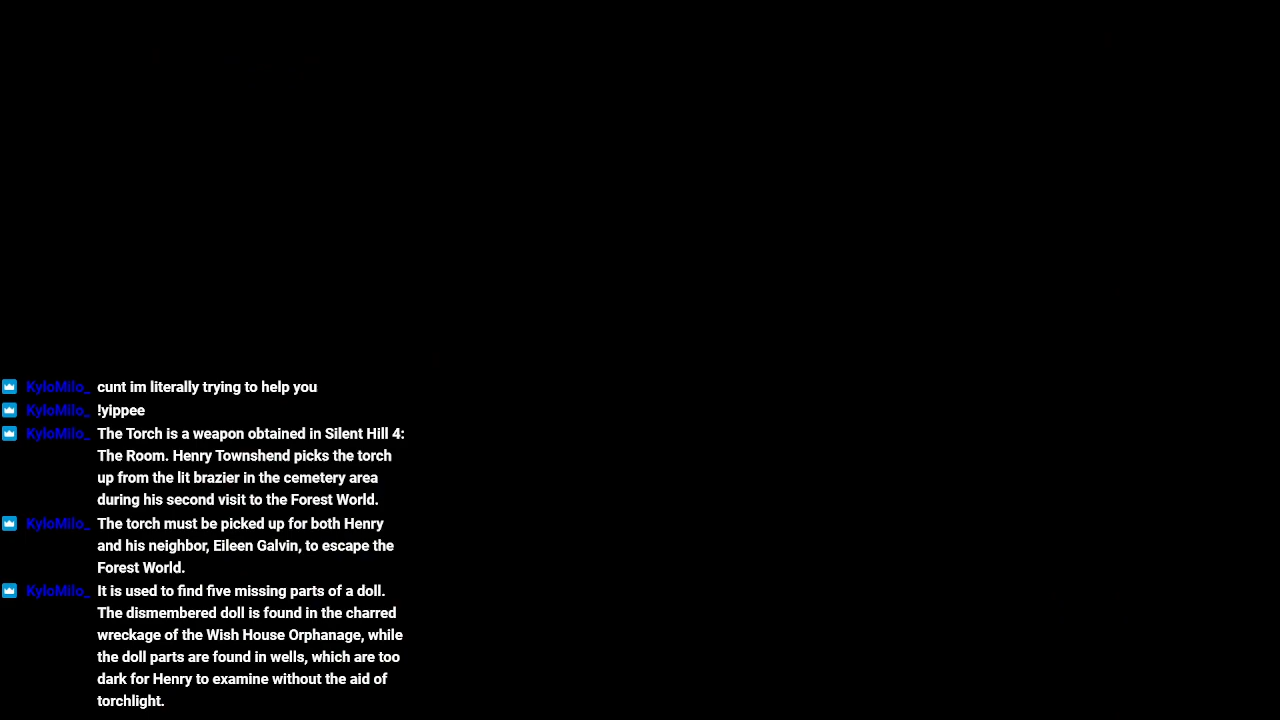 KyloMilo_ cunt im literally trying to help you
KyloMilo_ !yippee
KyloMilo_ The Torch is a weapon obtained in Silent Hill 4:
The Room. Henry Townshend picks the torch
up from the lit brazier in the cemetery area
during his second visit to the Forest World.
KyloMilo_ The torch must be picked up for both Henry
and his neighbor, Eileen Galvin, to escape the
Forest World.
KyloMilo_ It is used to find five missing parts of a doll.
The dismembered doll is found in the charred
wreckage of the Wish House Orphanage, while
the doll parts are found in wells, which are too
dark for Henry to examine without the aid of
torchlight.